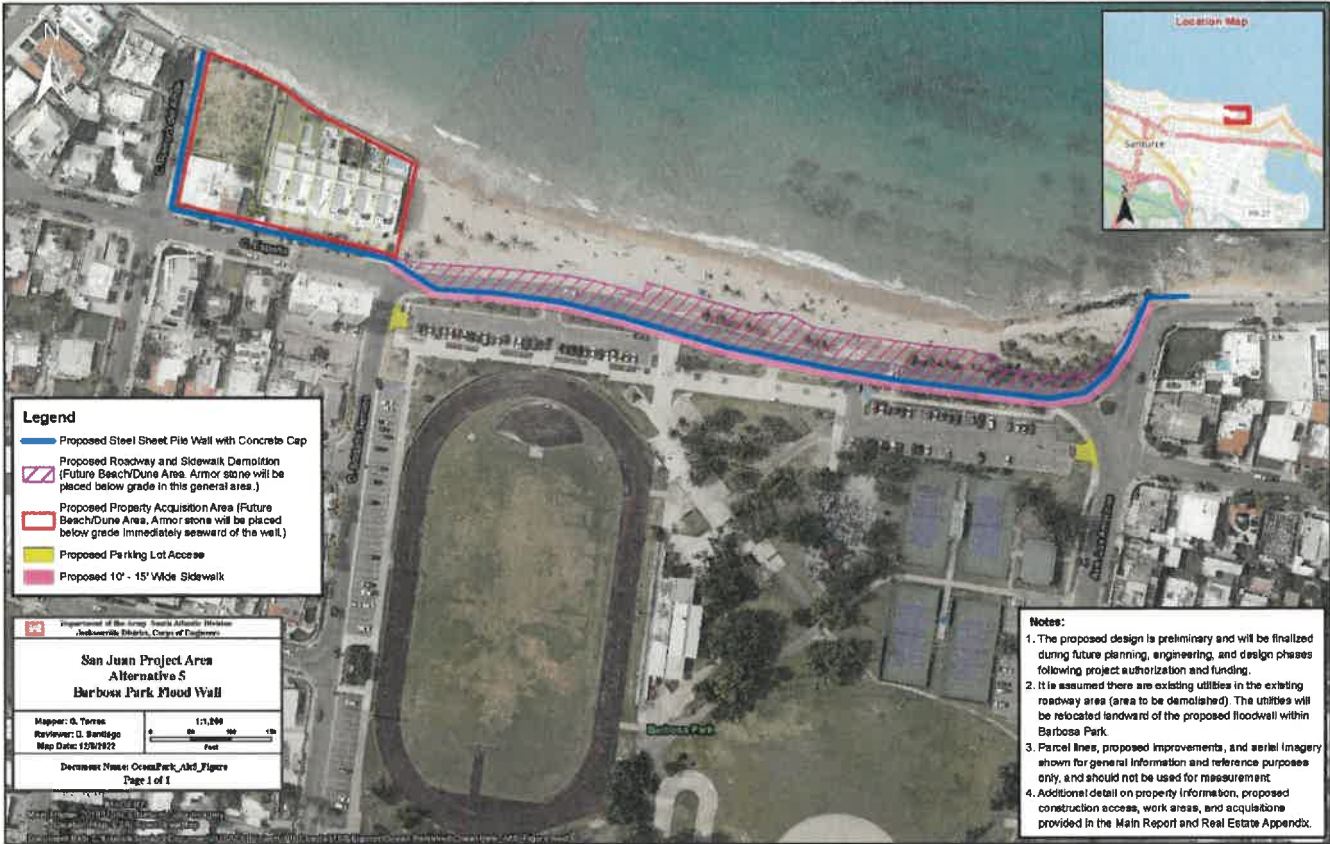 Location Map
Santurce
PR-27
N
C. España
Barbosa Park
Legend
Proposed Steel Sheet Pile Wall with Concrete Cap
Proposed Roadway and Sidewalk Demolition
(Future Beach/Dune Area. Armor stone will be
placed below grade in this general area.)
Proposed Property Acquisition Area (Future
Beach/Dune Area, Armor stone will be placed
below grade immediately seaward of the wall.)
Proposed Parking Lot Access
Proposed 10' - 15' Wide Sidewalk
Department of the Army South Atlantic Division
Jacksonville District, Corps of Engineers
San Juan Project Area
Alternative 5
Barbosa Park Flood Wall
Mapper: G. Torres
Reviewer: D. Santiago
Map Date: 12/8/2022
1:1,200
0 50 100 150
Feet
Document Name: OceanPark_Alt5_Figure
Page 1 of 1
Notes:
1. The proposed design is preliminary and will be finalized
during future planning, engineering, and design phases
following project authorization and funding.
2. It is assumed there are existing utilities in the existing
roadway area (area to be demolished). The utilities will
be relocated landward of the proposed floodwall within
Barbosa Park.
3. Parcel lines, proposed improvements, and aerial imagery
shown for general information and reference purposes
only, and should not be used for measurement
4. Additional detail on property information, proposed
construction access, work areas, and acquisitions
provided in the Main Report and Real Estate Appendix.